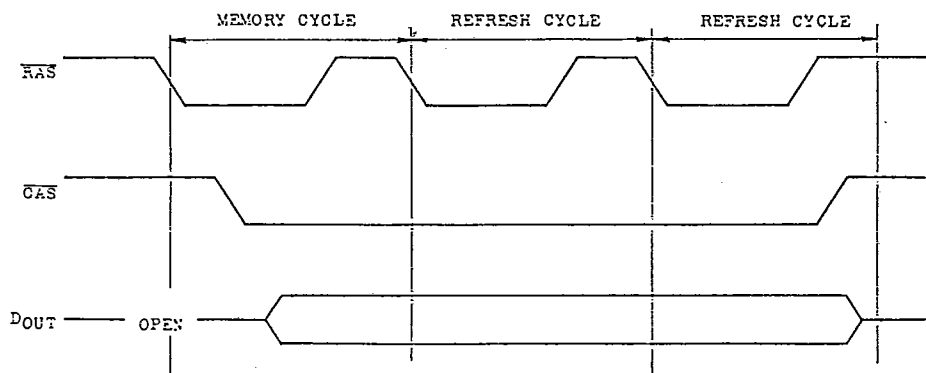 MEMORY CYCLE REFRESH CYCLE REFRESH CYCLE
RAS
CAS
DOUT OPEN